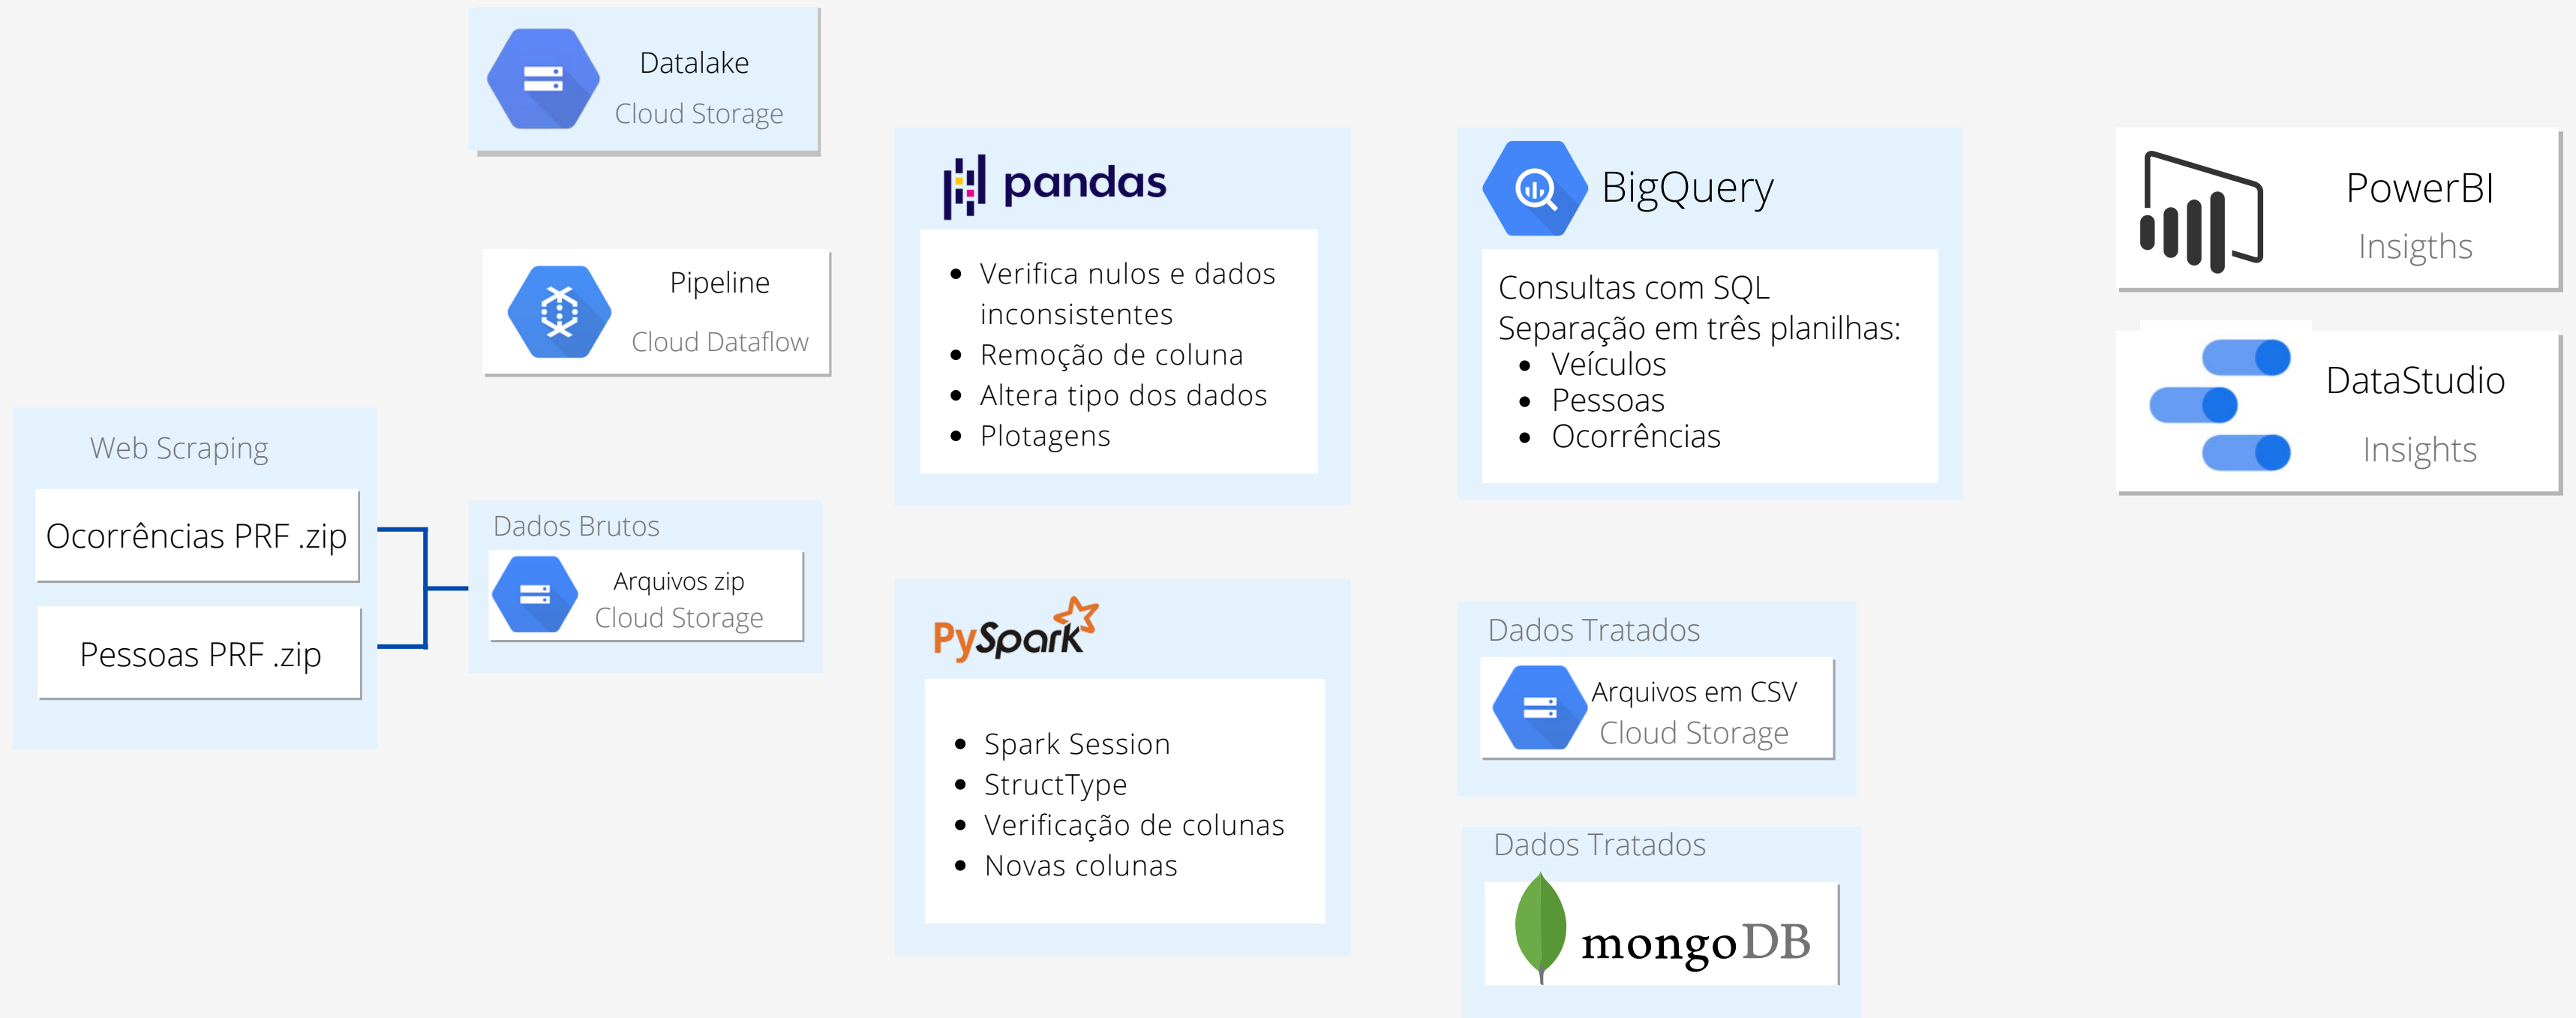 Datalake
Cloud Storage
Pipeline
Cloud Dataflow
Web Scraping
Ocorrências PRF .zip
Pessoas PRF .zip
Dados Brutos
Arquivos zip
Cloud Storage
pandas
• Verifica nulos e dados
inconsistentes
• Remoção de coluna
• Altera tipo dos dados
• Plotagens
PySpark
• Spark Session
• StructType
• Verificação de colunas
• Novas colunas
BigQuery
Consultas com SQL
Separação em três planilhas:
• Veículos
• Pessoas
• Ocorrências
Dados Tratados
Arquivos em CSV
Cloud Storage
Dados Tratados
mongoDB
PowerBI
Insigths
DataStudio
Insights